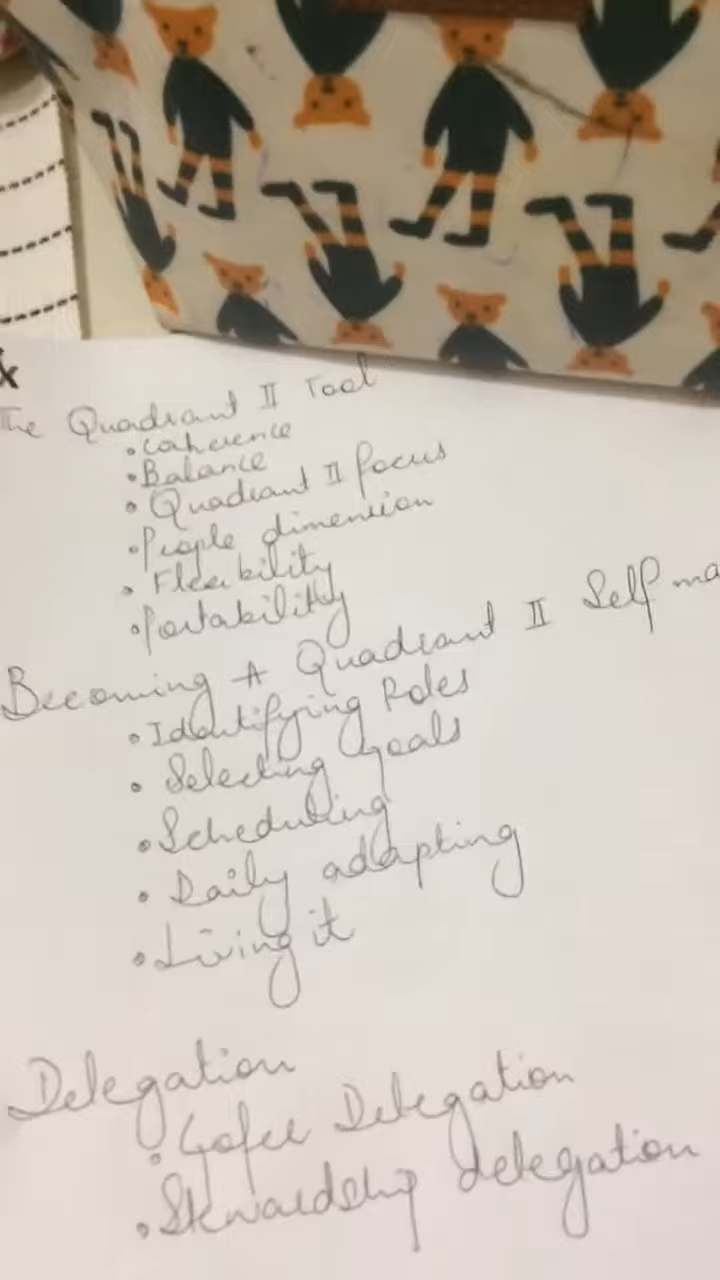 The Quadrant II Tool
• Coherence
• Balance
• Quadrant II focus
• People dimension
• Flexibility
• Portability
Becoming A Quadrant II Self ma
• Identifying Roles
• Selecting Goals
• Scheduling
• Daily adapting
• Living it
Delegation
• Gofer Delegation
• Stewardship delegation